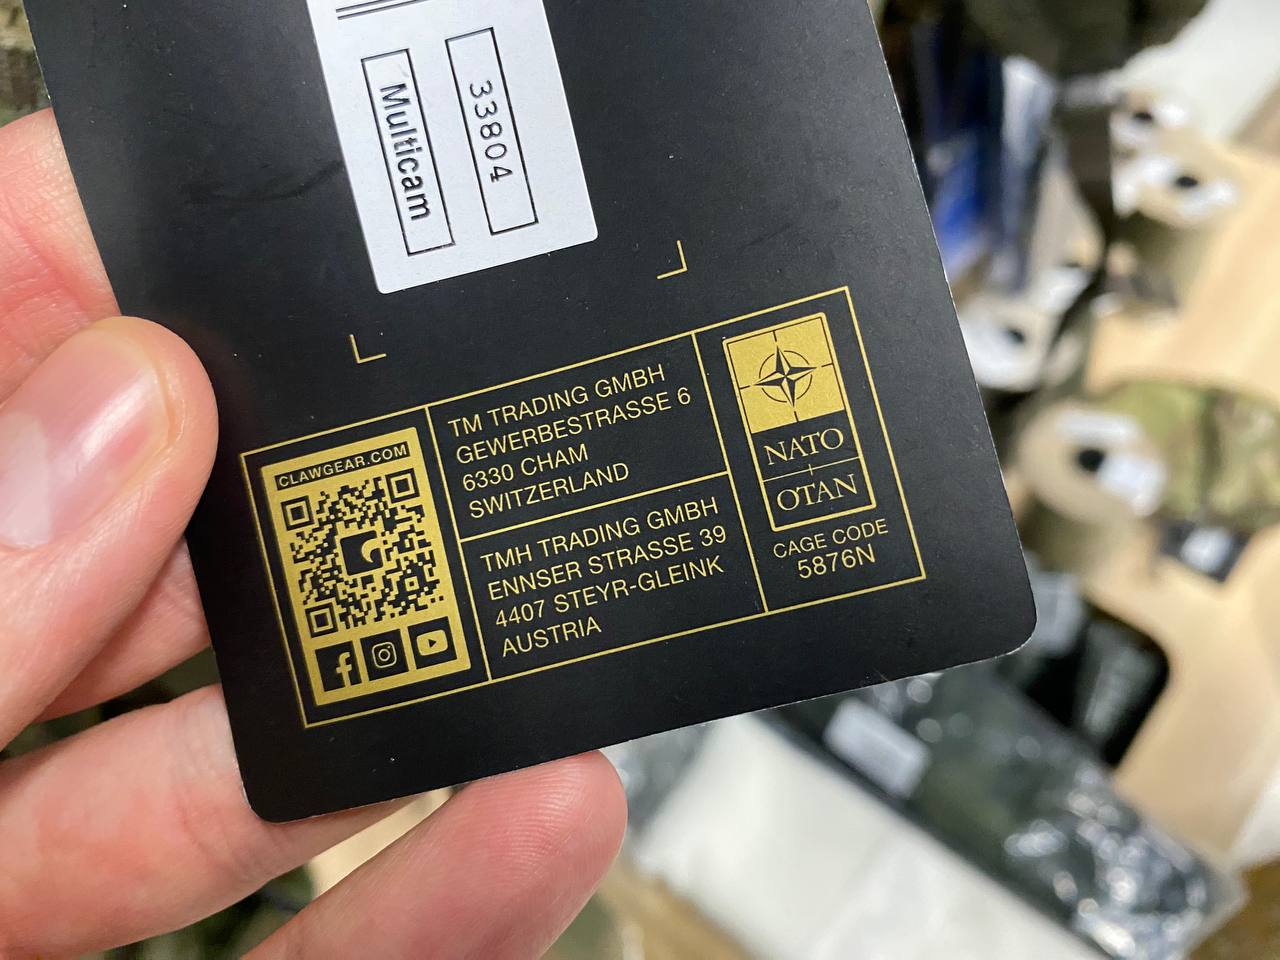 33804
Multicam
CLAWGEAR.COM
TM TRADING GMBH
GEWERBESTRASSE 6
6330 CHAM
SWITZERLAND
TMH TRADING GMBH
ENNSER STRASSE 39
4407 STEYR-GLEINK
AUSTRIA
NATO
OTAN
CAGE CODE
5876N